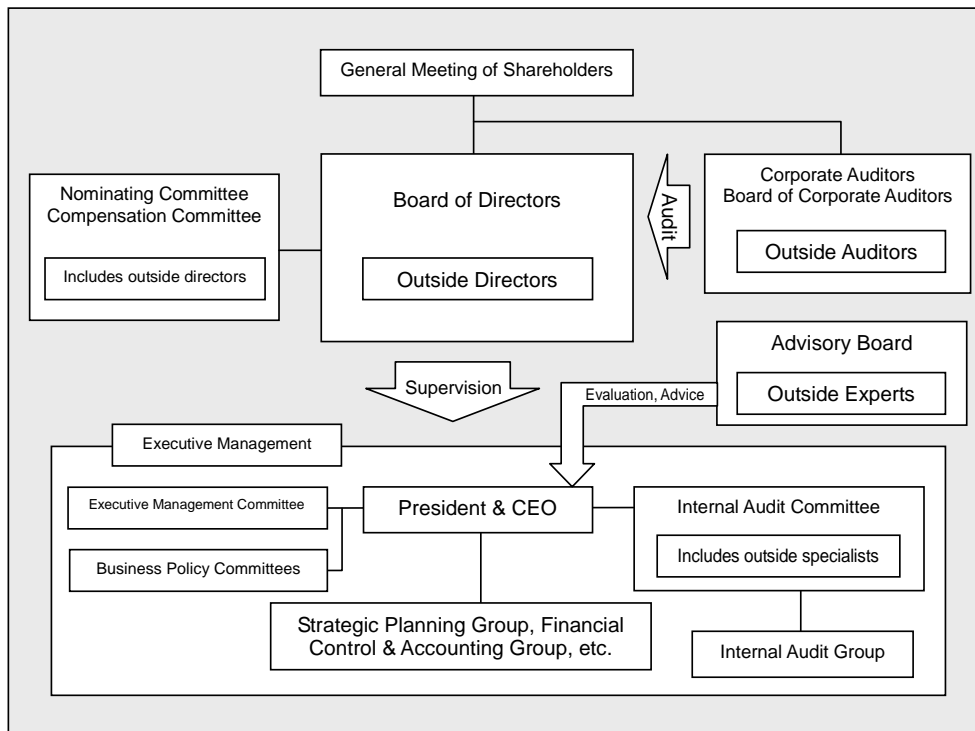 General Meeting of Shareholders
Nominating Committee
Compensation Committee
Includes outside directors
Board of Directors
Outside Directors
Audit
Corporate Auditors
Board of Corporate Auditors
Outside Auditors
Advisory Board
Outside Experts
Supervision
Evaluation, Advice
Executive Management
Executive Management Committee
Business Policy Committees
President & CEO
Internal Audit Committee
Includes outside specialists
Strategic Planning Group, Financial
Control & Accounting Group, etc.
Internal Audit Group